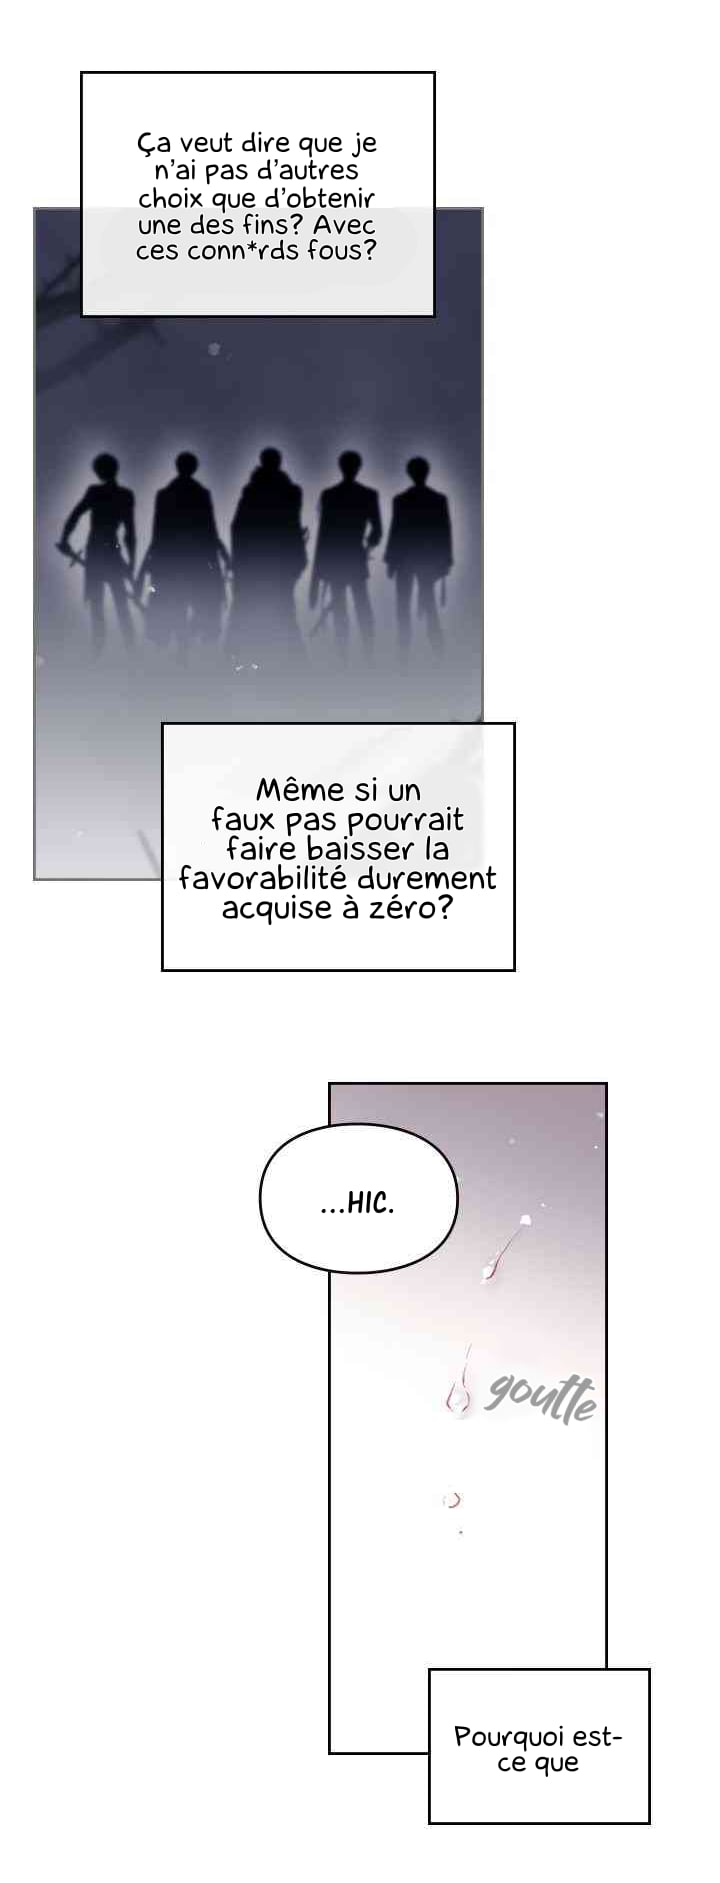 Ça veut dire que je
n'ai pas d'autres
choix que d'obtenir
une des fins? Avec
ces conn*rds fous?
Même si un
faux pas pourrait
faire baisser la
favorabilité durement
acquise à zéro?
...HIC.
goutte
Pourquoi est-
ce que